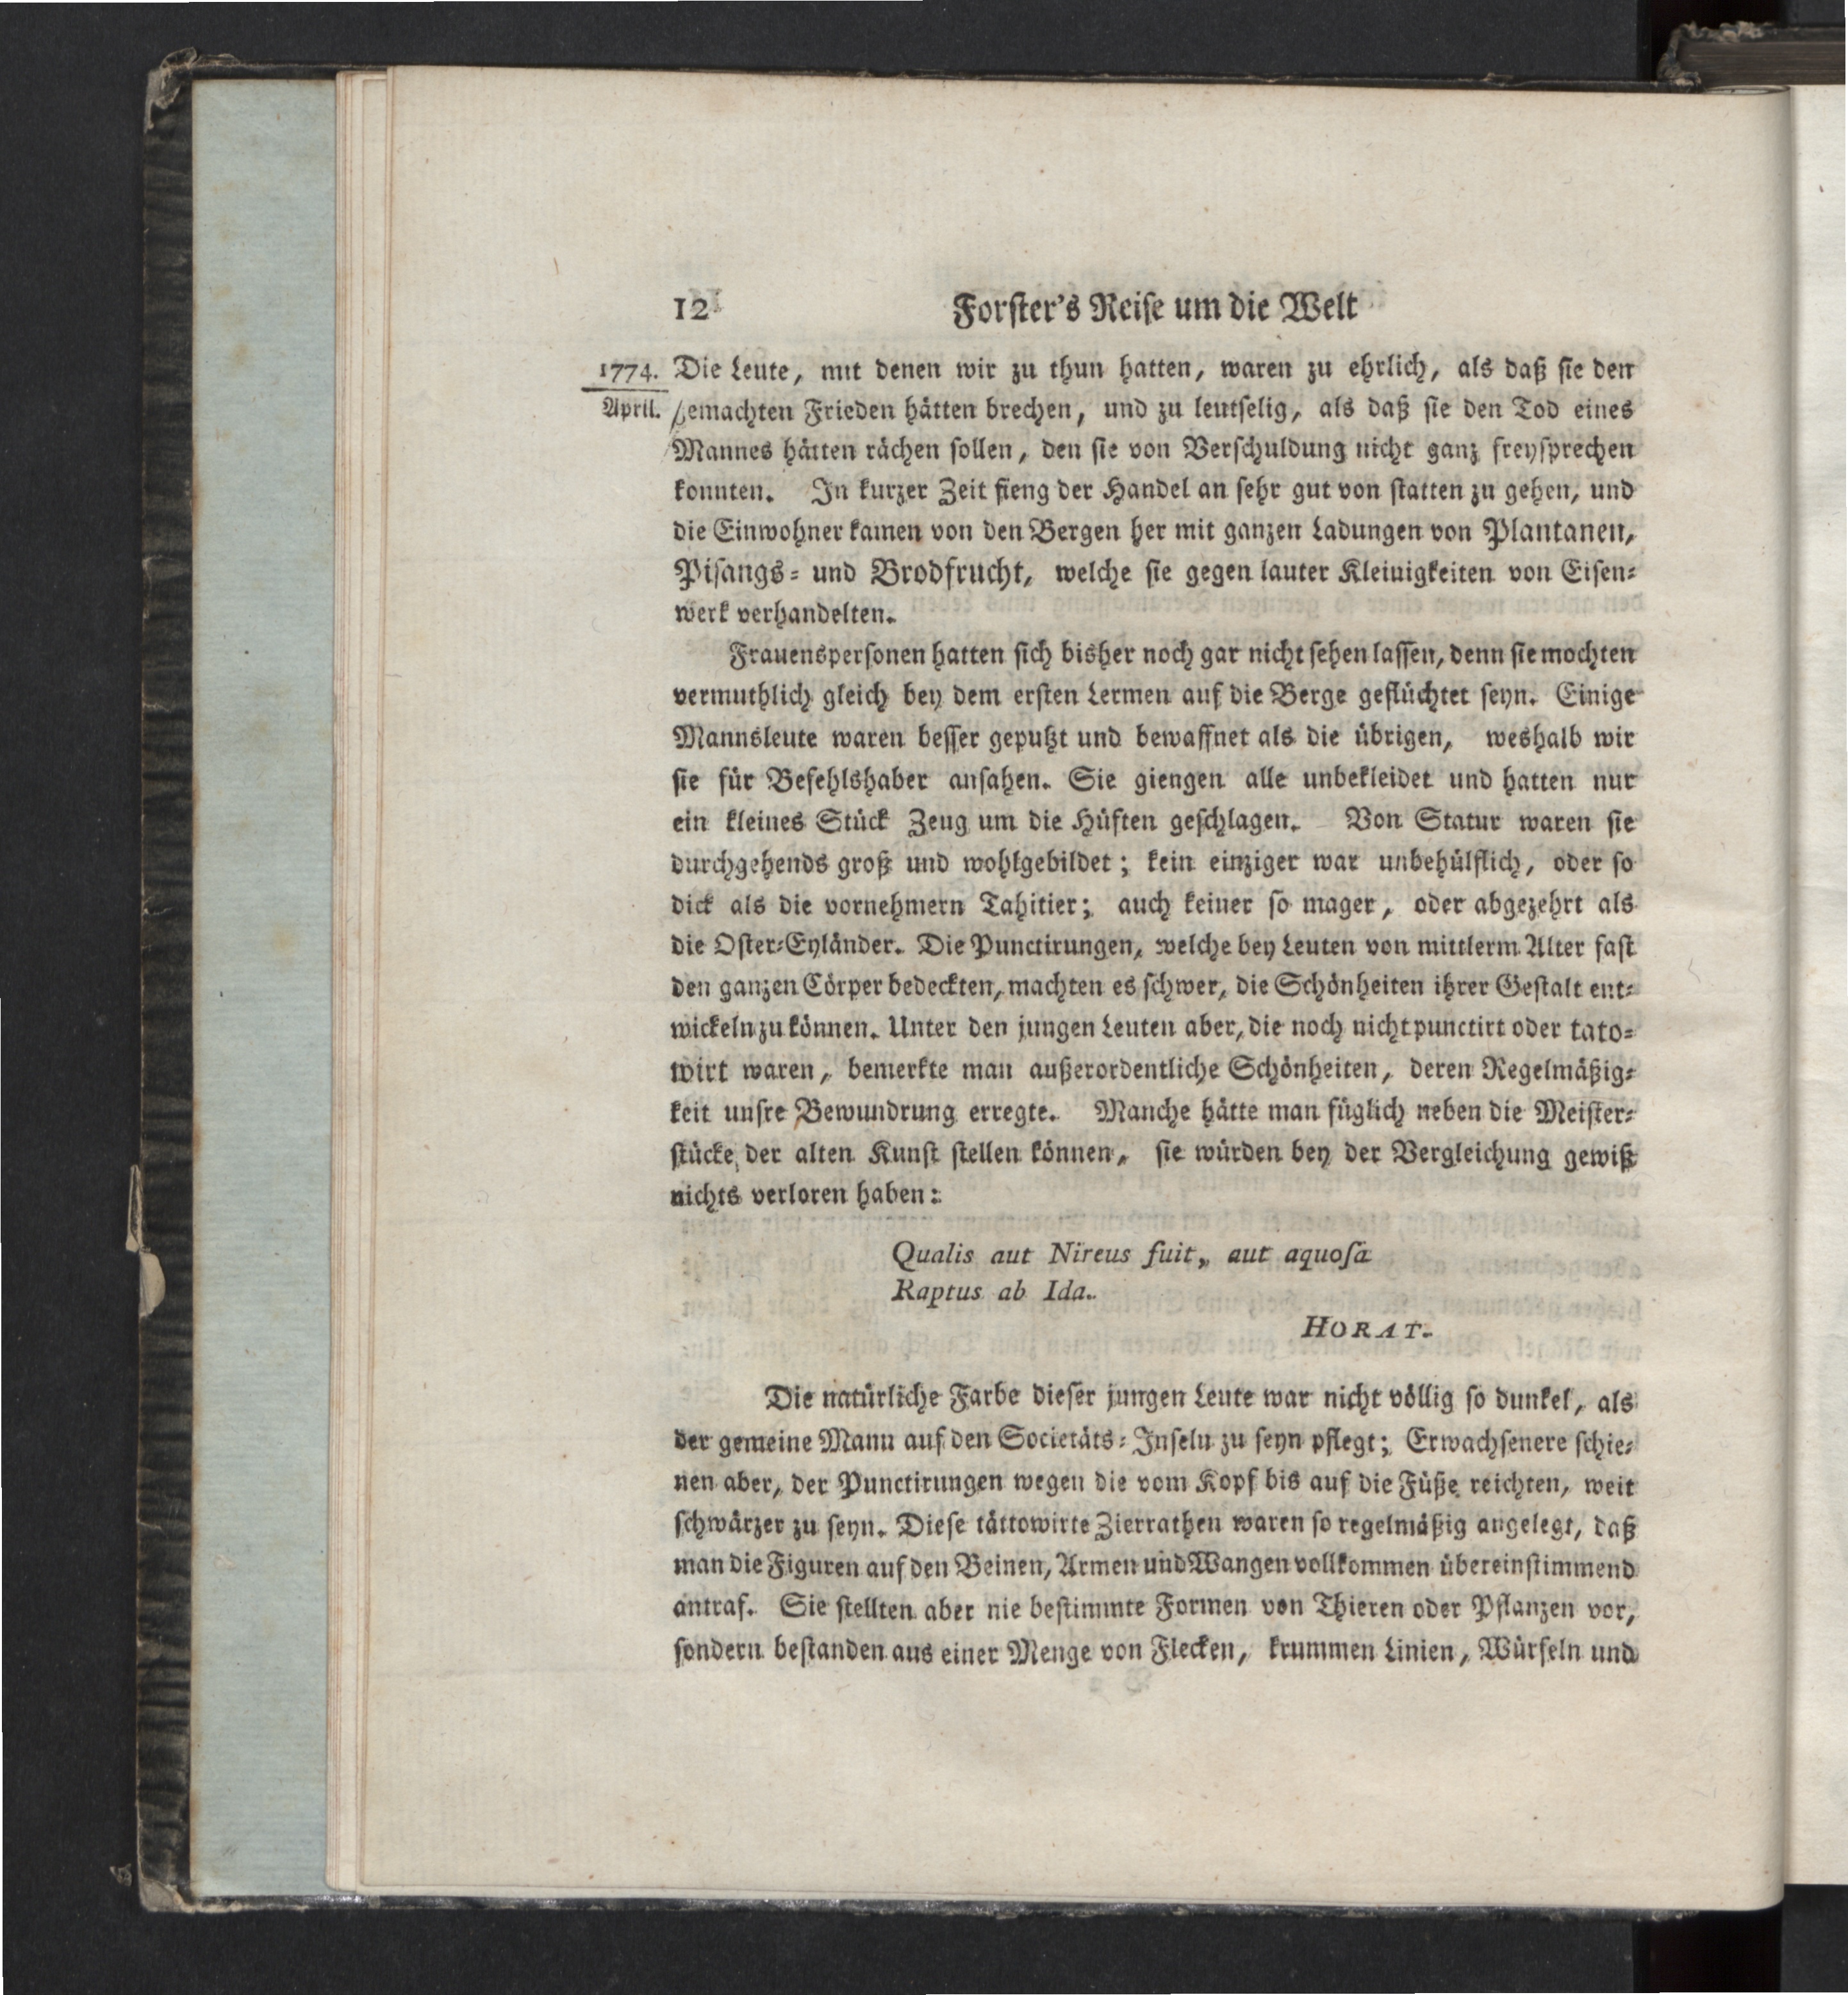 12 Forſter's Reiſe um die Welt
1774. Die Leute, mit denen wir zu thun hatten, waren zu ehrlich, als daß ſie den
April. gemachten Frieden hätten brechen, und zu leutſelig, als daß ſie den Tod eines
Mannes hätten rächen ſollen, den ſie von Verſchuldung nicht ganz freyſprechen
konnten. In kurzer Zeit fieng der Handel an ſehr gut von ſtatten zu gehen, und
die Einwohner kamen von den Bergen her mit ganzen Ladungen von Plantanen,
Piſangs- und Brodfrucht, welche ſie gegen lauter Kleinigkeiten von Eiſen-
werk verhandelten.
Frauensperſonen hatten ſich bisher noch gar nicht ſehen laſſen, denn ſie mochten
vermuthlich gleich bey dem erſten Lermen auf die Berge geflüchtet ſeyn. Einige
Mannsleute waren beſſer geputzt und bewaffnet als die übrigen, weshalb wir
ſie für Befehlshaber anſahen. Sie giengen alle unbekleidet und hatten nur
ein kleines Stück Zeug um die Hüften geſchlagen. Von Statur waren ſie
durchgehends groß und wohlgebildet; kein einziger war unbehülflich, oder ſo
dick als die vornehmern Tahitier; auch keiner ſo mager, oder abgezehrt als
die Oſter-Eyländer. Die Punctirungen, welche bey Leuten von mittlerm Alter faſt
den ganzen Cörper bedeckten, machten es ſchwer, die Schönheiten ihrer Geſtalt ent-
wickeln zu können. Unter den jungen Leuten aber, die noch nicht punctirt oder tato-
wirt waren, bemerkte man außerordentliche Schönheiten, deren Regelmäßig-
keit unſre Bewundrung erregte. Manche hätte man füglich neben die Meiſter-
ſtücke der alten Kunſt ſtellen können, ſie würden bey der Vergleichung gewiß
nichts verloren haben:
Qualis aut Nireus fuit, aut aquoſa
Raptus ab Ida.
HORAT.
Die natürliche Farbe dieſer jungen Leute war nicht völlig ſo dunkel, als
der gemeine Mann auf den Societäts-Inſeln zu ſeyn pflegt; Erwachſenere ſchie-
nen aber, der Punctirungen wegen die vom Kopf bis auf die Füße reichten, weit
ſchwärzer zu ſeyn. Dieſe tättowirte Zierrathen waren ſo regelmäßig angelegt, daß
man die Figuren auf den Beinen, Armen und Wangen vollkommen übereinſtimmend
antraf. Sie ſtellten aber nie beſtimmte Formen von Thieren oder Pflanzen vor,
ſondern beſtanden aus einer Menge von Flecken, krummen Linien, Würfeln und